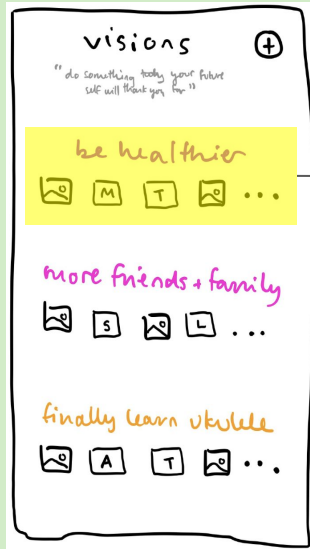 visions
"do something today your future
self will thank you for"
be healthier
M T ...
more friends + family
S L ...
finally learn ukulele
A T ...